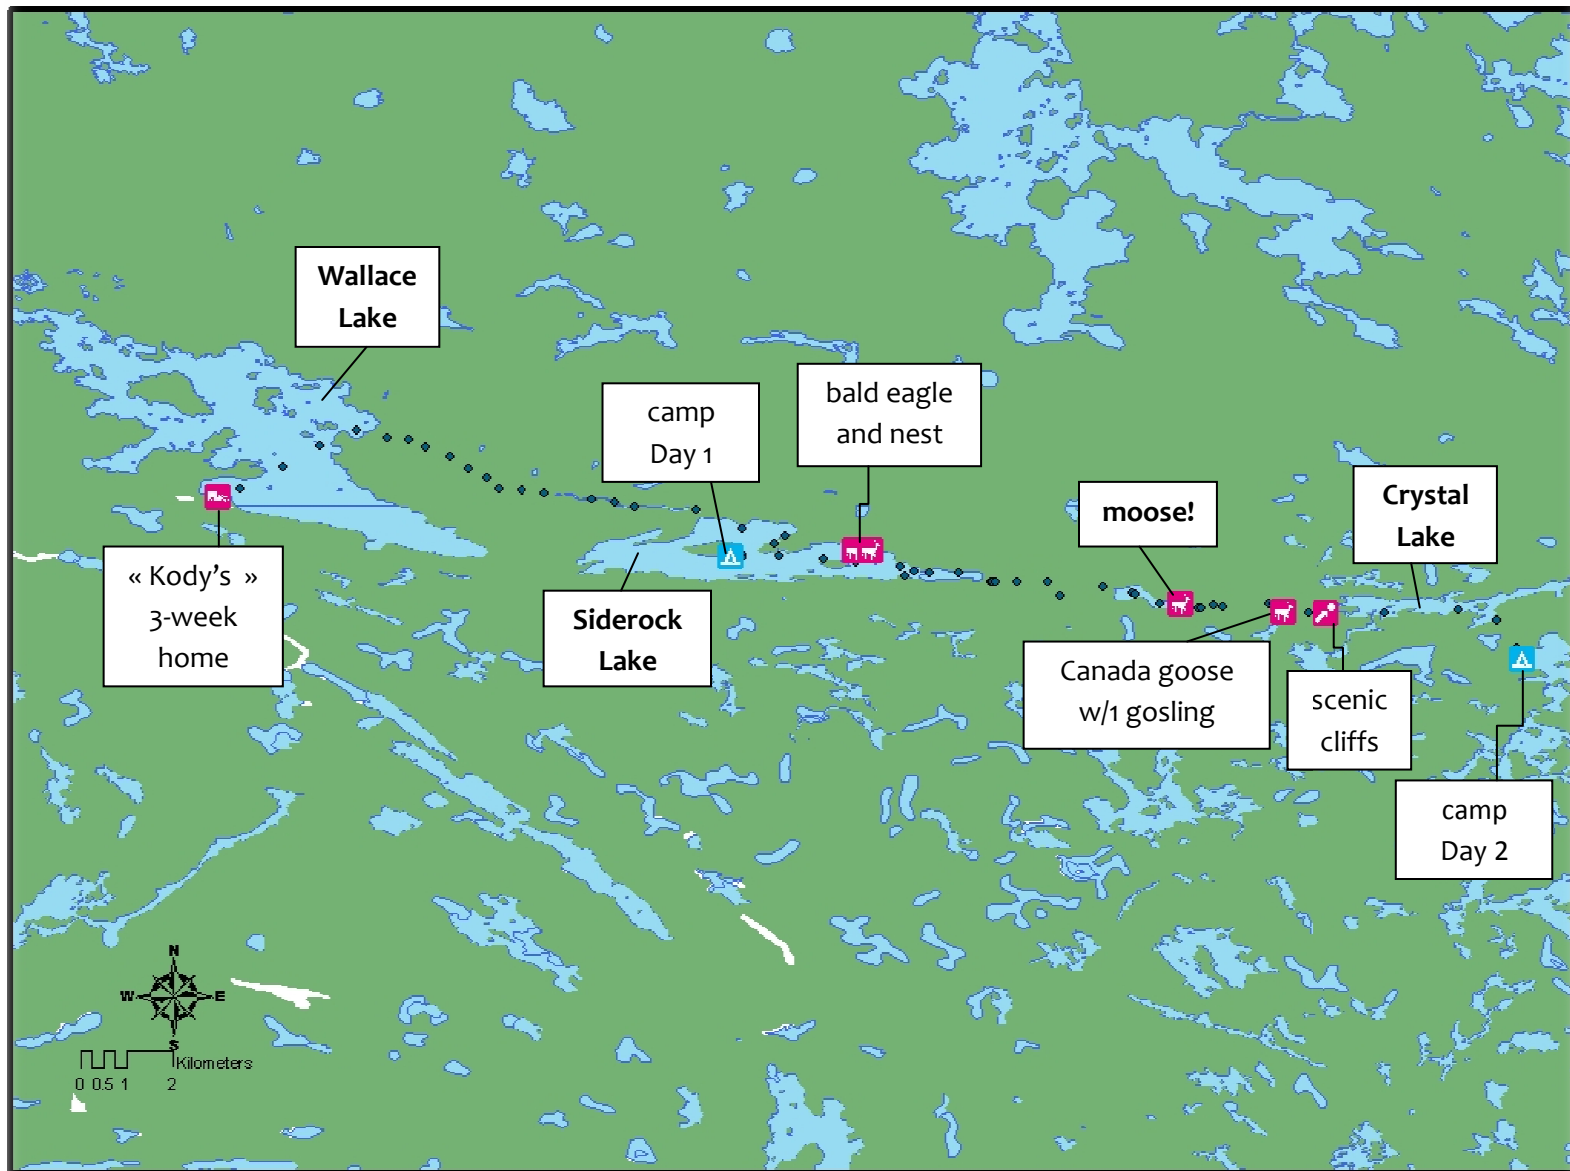 Wallace
Lake
camp
Day 1
bald eagle
and nest
moose!
Crystal
Lake
« Kody’s »
3-week
home
Siderock
Lake
Canada goose
w/1 gosling
scenic
cliffs
camp
Day 2
N
W E
S
Kilometers
0 0.5 1 2